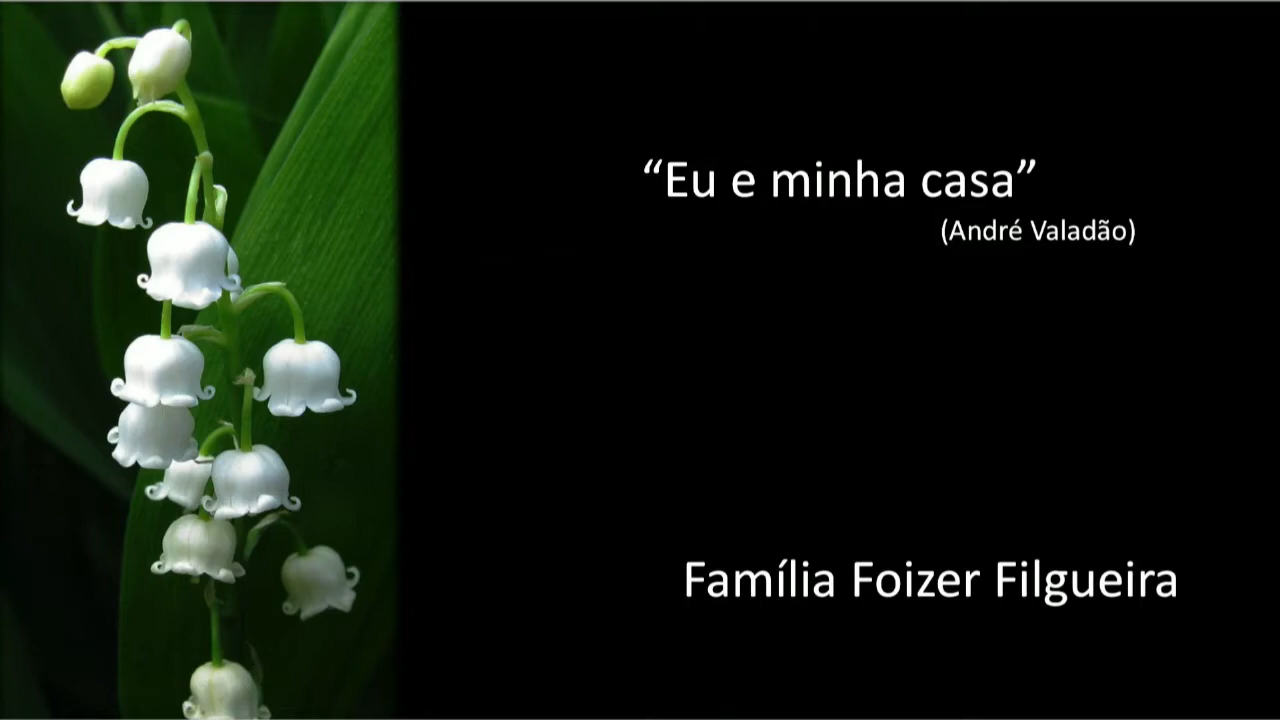 “Eu e minha casa”
(André Valadão)
Família Foizer Filgueira